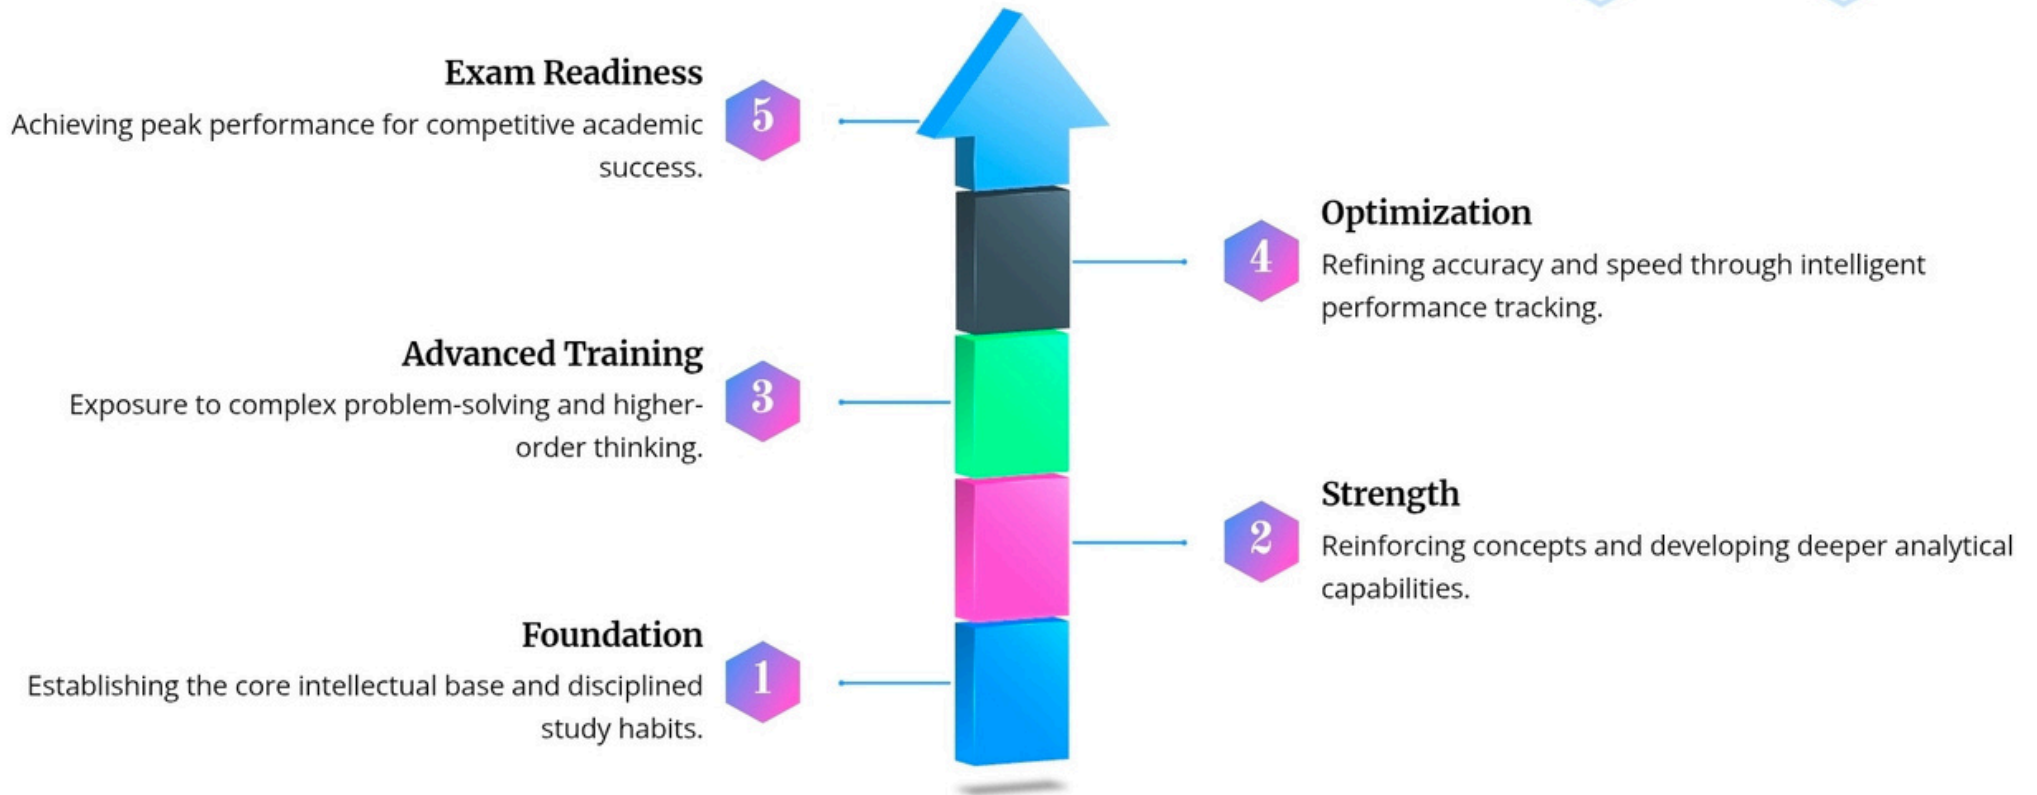 Exam Readiness
Achieving peak performance for competitive academic
success.
5
Optimization
4
Refining accuracy and speed through intelligent
performance tracking.
Advanced Training
3
Exposure to complex problem-solving and higher-
order thinking.
Strength
2
Reinforcing concepts and developing deeper analytical
capabilities.
Foundation
1
Establishing the core intellectual base and disciplined
study habits.